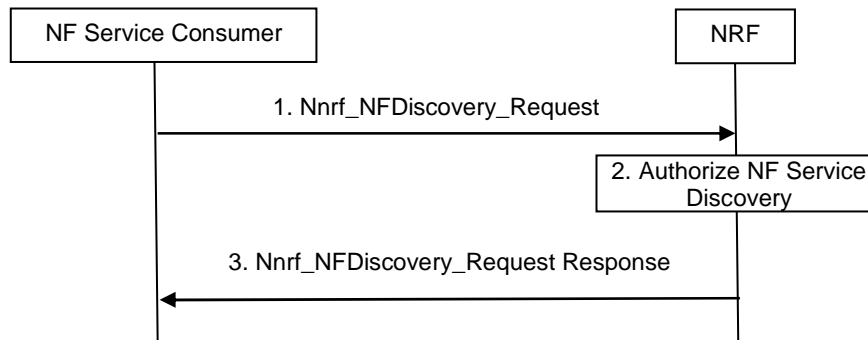 NF Service Consumer
NRF
1. Nnrf_NFDiscovery_Request
2. Authorize NF Service
Discovery
3. Nnrf_NFDiscovery_Request Response